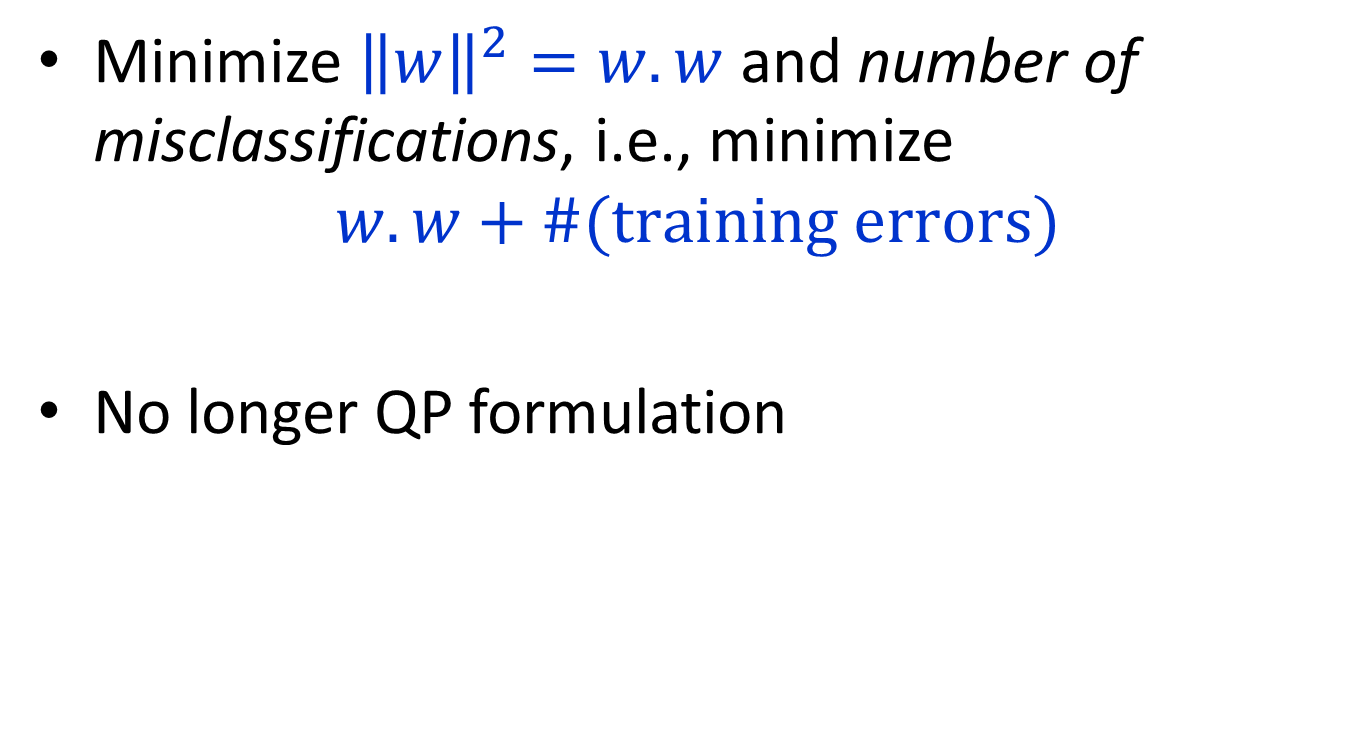 • Minimize ‖w‖² = w.w and number of
misclassifications, i.e., minimize
w.w + #(training errors)
• No longer QP formulation